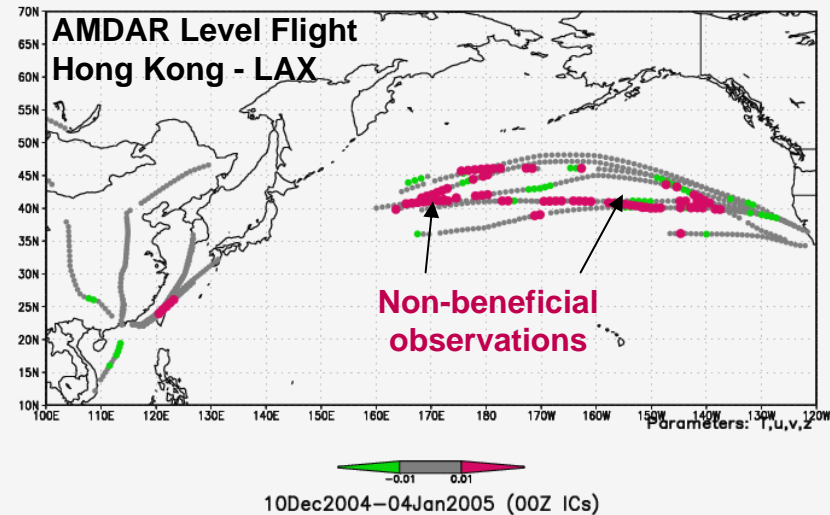 70N
AMDAR Level Flight
Hong Kong - LAX
65N
60N
55N
50N
45N
40N
35N
30N
25N
20N
15N
10N
Non-beneficial
observations
100E 110E 120E 130E 140E 150E 160E 170E 180 170W 160W 150W 140W 130W 120W
Parameters: T,u,v,z
-0.01 0.01
10Dec2004-04Jan2005 (00Z ICs)